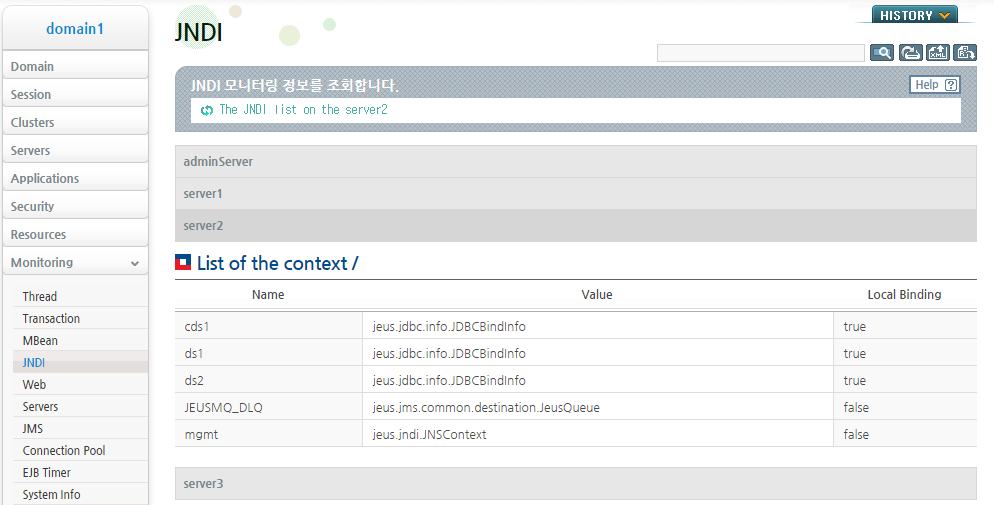 domain1
Domain
Session
Clusters
Servers
Applications
Security
Resources
Monitoring
Thread
Transaction
MBean
JNDI
Web
Servers
JMS
Connection Pool
EJB Timer
System Info
JNDI
HISTORY
JNDI 모니터링 정보를 조회합니다.
Help ?
The JNDI list on the server2
adminServer
server1
server2
List of the context /
Name Value Local Binding
cds1 jeus.jdbc.info.JDBCBindInfo true
ds1 jeus.jdbc.info.JDBCBindInfo true
ds2 jeus.jdbc.info.JDBCBindInfo true
JEUSMQ_DLQ jeus.jms.common.destination.JeusQueue false
mgmt jeus.jndi.JNSContext false
server3